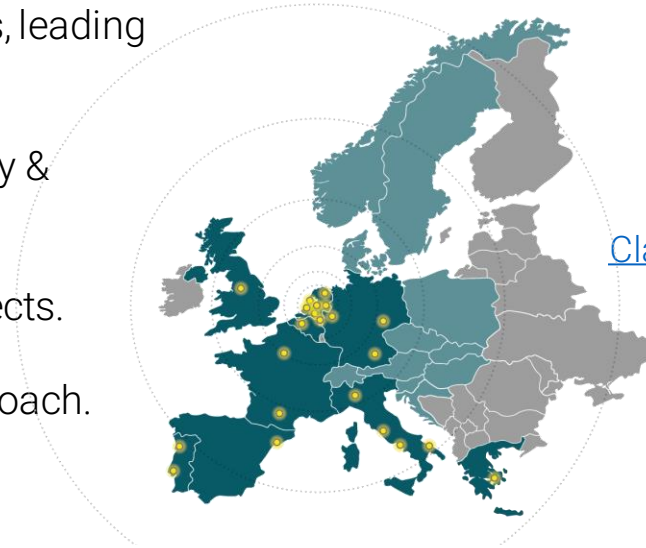 s, leading
y &
Cla
ects.
oach.